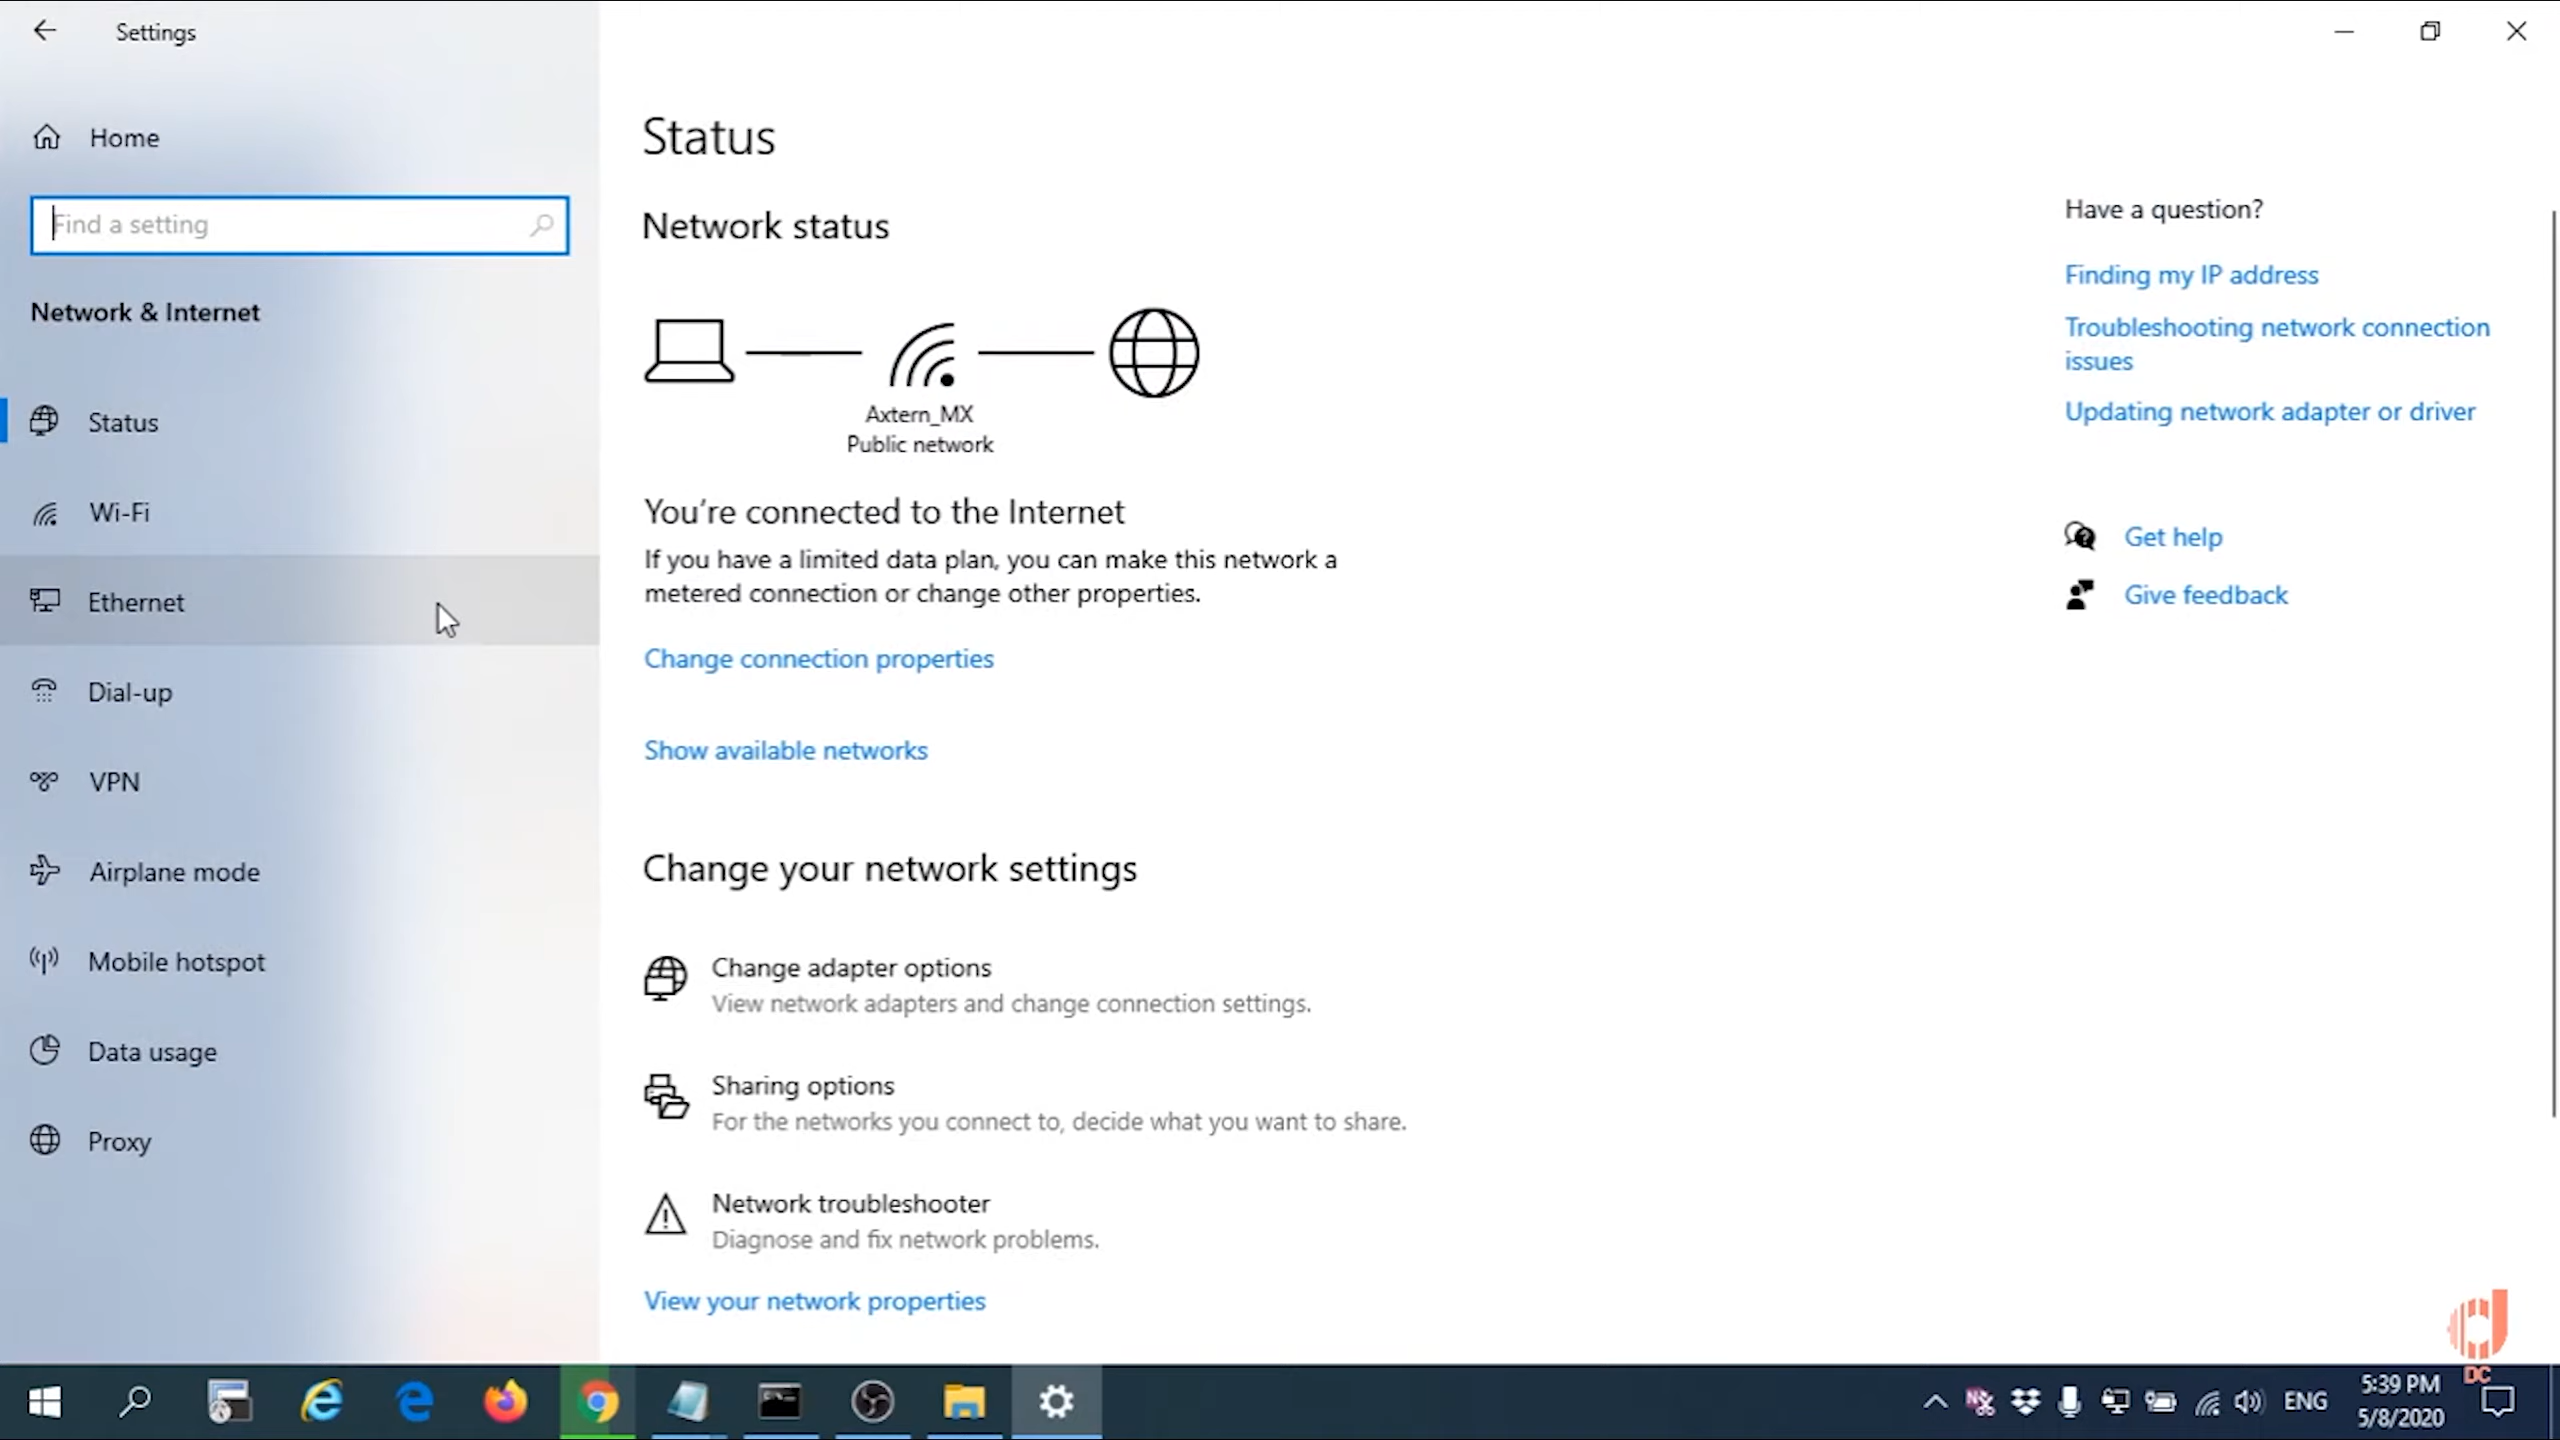 Settings
Home
Find a setting
Network & Internet
Status
Wi-Fi
Ethernet
Dial-up
VPN
Airplane mode
Mobile hotspot
Data usage
Proxy
Status
Network status
Axtern_MX
Public network
You're connected to the Internet
If you have a limited data plan, you can make this network a
metered connection or change other properties.
Change connection properties
Show available networks
Change your network settings
Change adapter options
View network adapters and change connection settings.
Sharing options
For the networks you connect to, decide what you want to share.
Network troubleshooter
Diagnose and fix network problems.
View your network properties
Have a question?
Finding my IP address
Troubleshooting network connection
issues
Updating network adapter or driver
Get help
Give feedback
DC
ENG
5:39 PM
5/8/2020